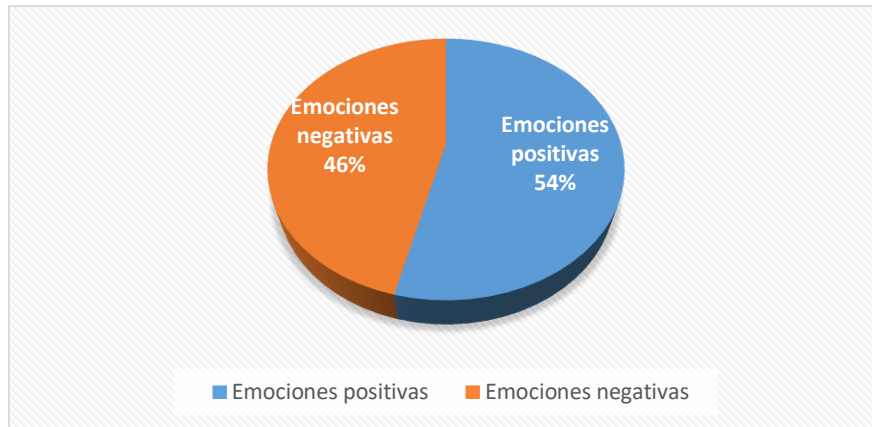 Emociones
negativas
46%
Emociones
positivas
54%
Emociones positivas
Emociones negativas